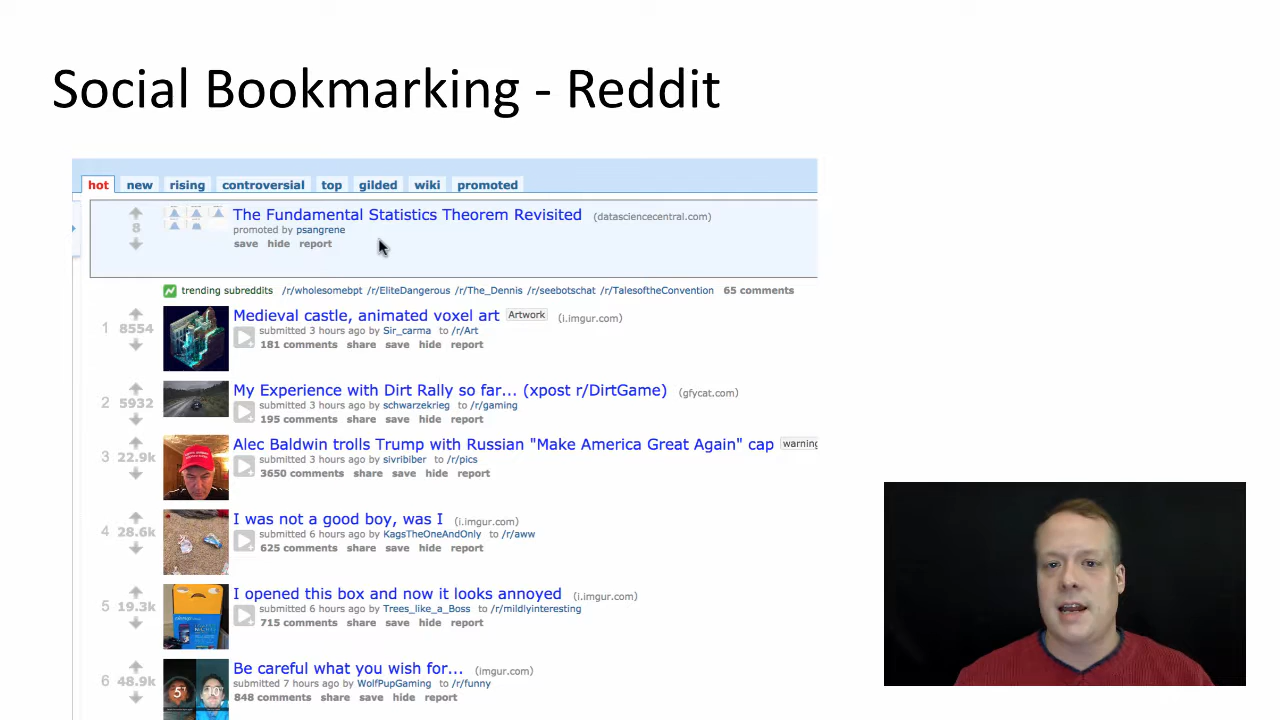 Social Bookmarking - Reddit
hot new rising controversial top gilded wiki promoted
The Fundamental Statistics Theorem Revisited (datasciencecentral.com)
8
promoted by psangrene
save hide report
trending subreddits /r/wholesomebpt /r/EliteDangerous /r/The_Dennis /r/seebotschat /r/TalesoftheConvention 65 comments
Medieval castle, animated voxel art Artwork (i.imgur.com)
1 8554 submitted 3 hours ago by Sir_carma to /r/Art
181 comments share save hide report
My Experience with Dirt Rally so far... (xpost r/DirtGame) (gfycat.com)
2 5932 submitted 3 hours ago by schwarzekrieg to /r/gaming
195 comments share save hide report
Alec Baldwin trolls Trump with Russian "Make America Great Again" cap warning
3 22.9k submitted 3 hours ago by sivribiber to /r/pics
3650 comments share save hide report
I was not a good boy, was I (i.imgur.com)
4 28.6k submitted 6 hours ago by KagsTheOneAndOnly to /r/aww
625 comments share save hide report
I opened this box and now it looks annoyed (i.imgur.com)
5 19.3k submitted 6 hours ago by Trees_like_a_Boss to /r/mildlyinteresting
715 comments share save hide report
Be careful what you wish for... (imgur.com)
6 48.9k submitted 7 hours ago by WolfPupGaming to /r/funny
848 comments share save hide report